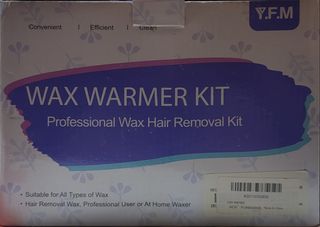 Y.F.M
Convenient | Efficient | Clean
WAX WARMER KIT
Professional Wax Hair Removal Kit
• Suitable for All Types of Wax
• Hair Removal Wax, Professional User or At Home Waxer